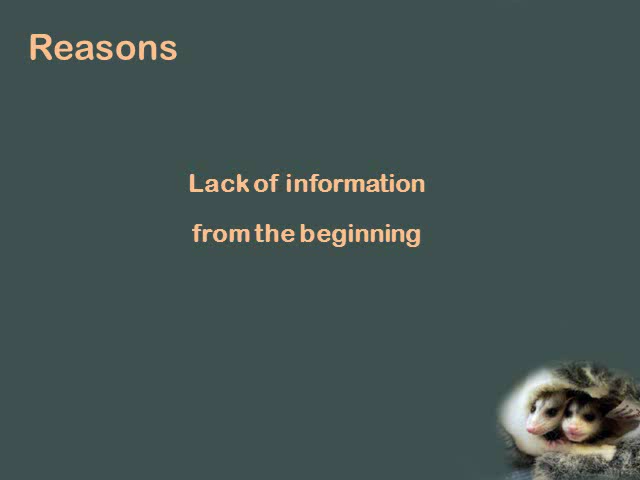 Reasons
Lack of information
from the beginning